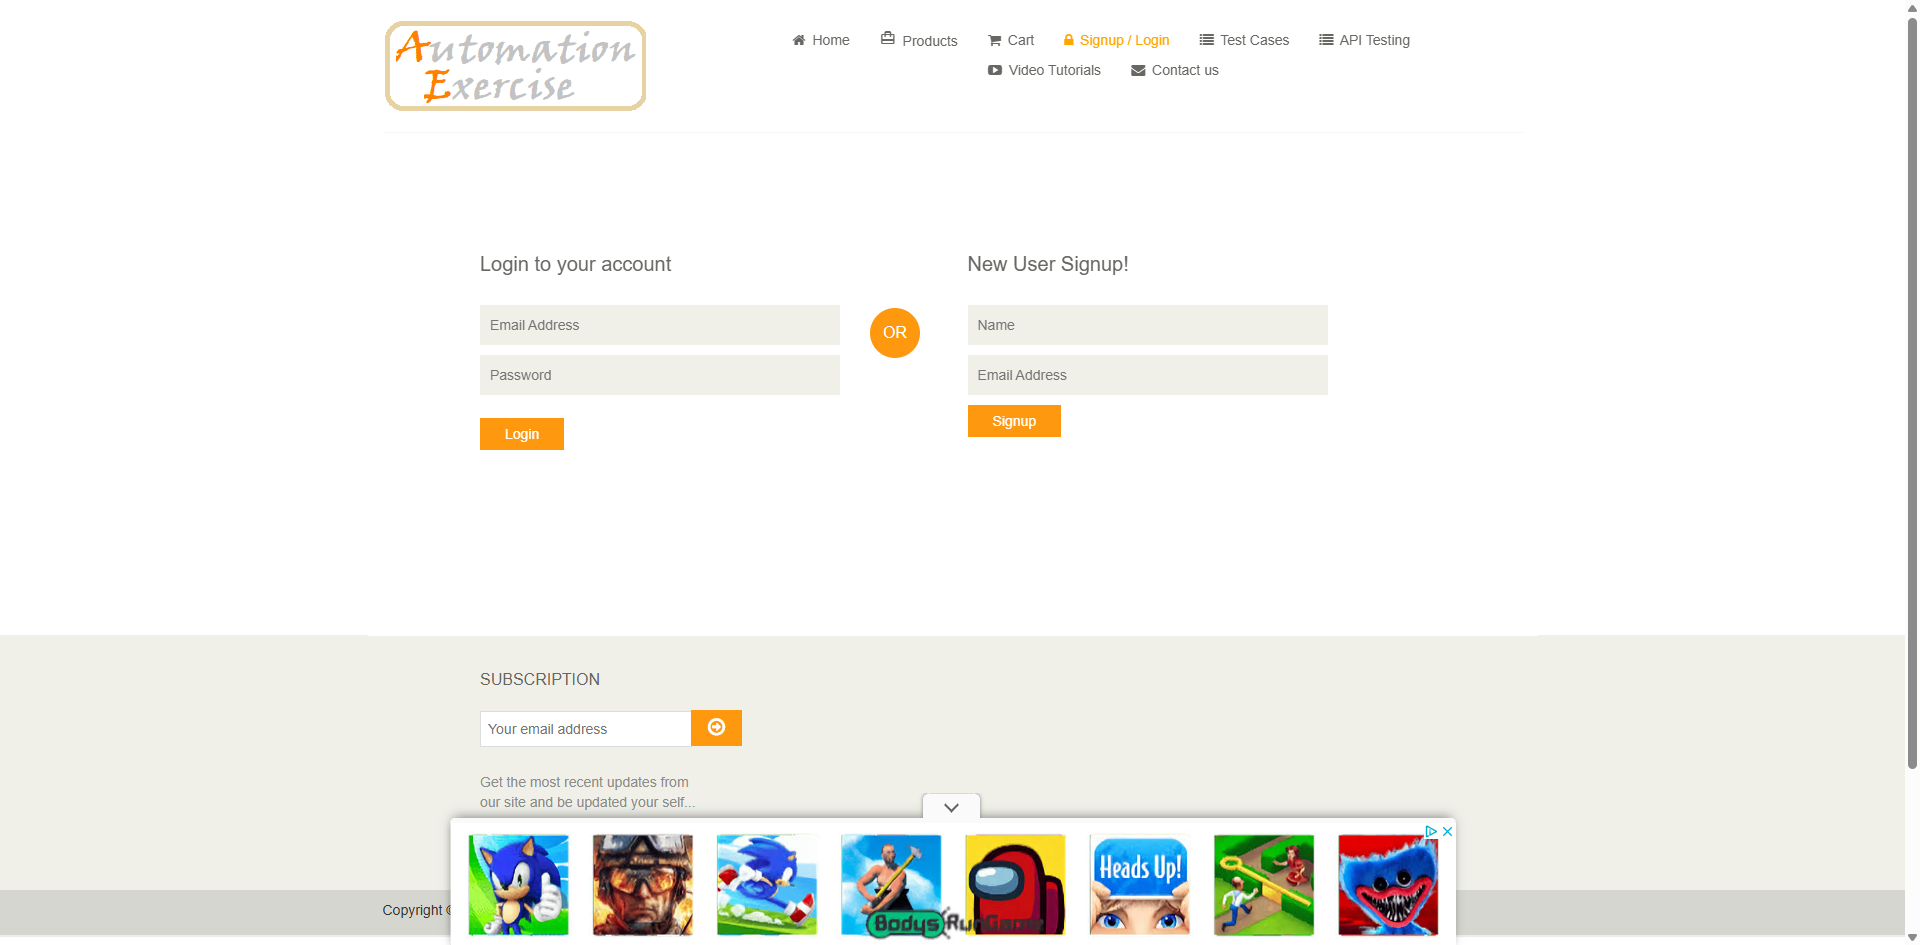 Automation
Exercise
Home
Products
Cart
Signup / Login
Test Cases
API Testing
Video Tutorials
Contact us
Login to your account
Email Address
Password
Login
OR
New User Signup!
Name
Email Address
Signup
SUBSCRIPTION
Your email address
Get the most recent updates from
our site and be updated your self...
Copyright ©
Heads Up!
BodysRunGame